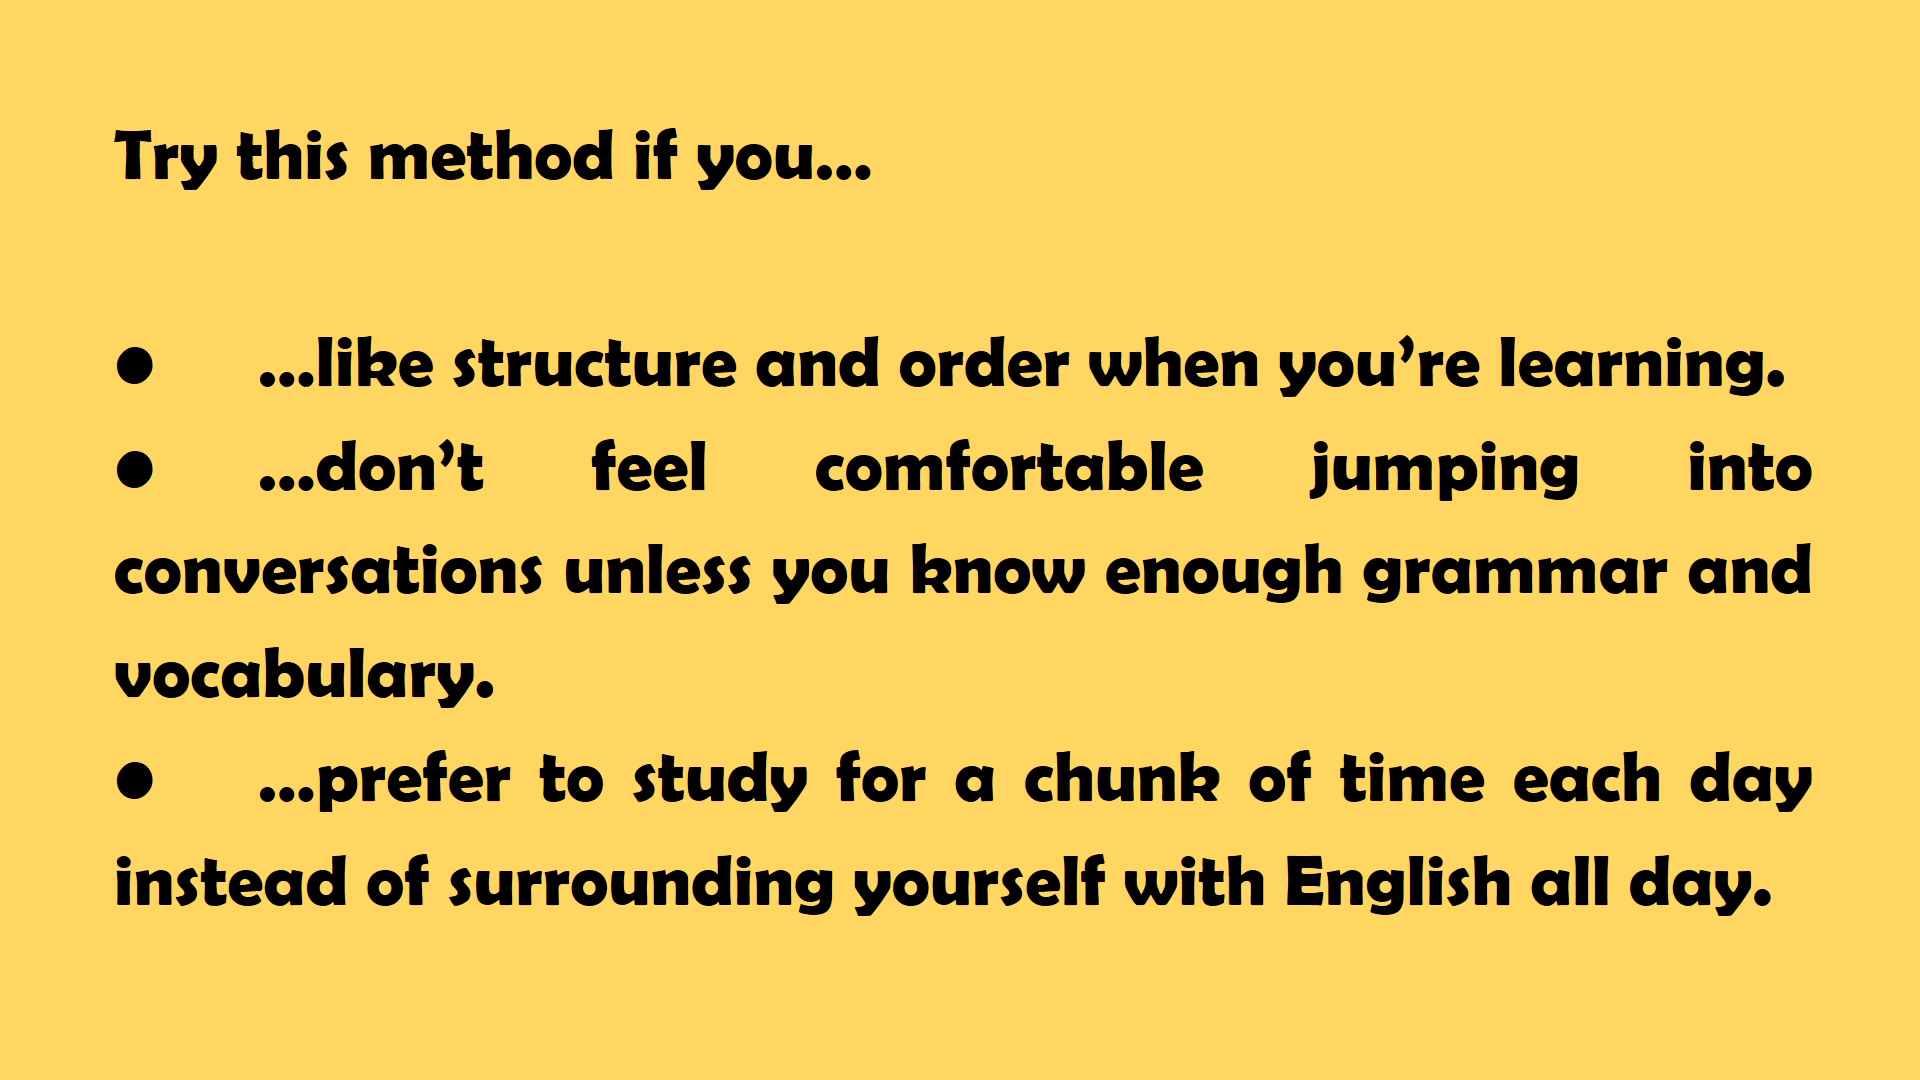 Try this method if you...
● ...like structure and order when you’re learning.
● ...don’t feel comfortable jumping into
conversations unless you know enough grammar and
vocabulary.
● ...prefer to study for a chunk of time each day
instead of surrounding yourself with English all day.